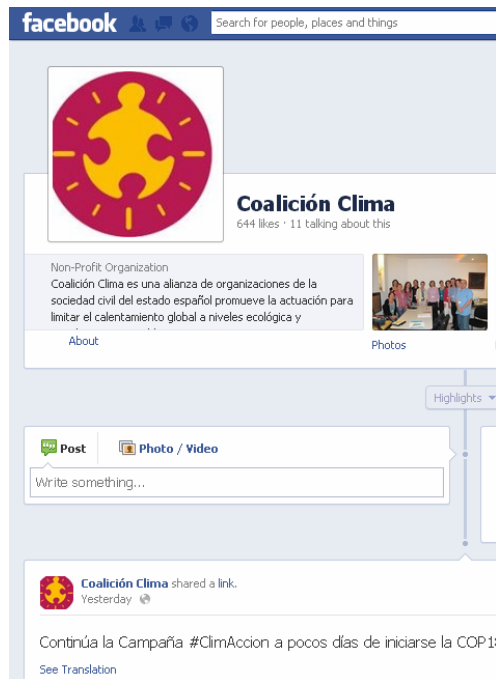 facebook
Search for people, places and things
Coalición Clima
644 likes · 11 talking about this
Non-Profit Organization
Coalición Clima es una alianza de organizaciones de la
sociedad civil del estado español promueve la actuación para
limitar el calentamiento global a niveles ecológica y
About
Photos
Highlights
Post
Photo / Video
Write something...
Coalición Clima shared a link.
Yesterday
Continúa la Campaña #ClimAccion a pocos días de iniciarse la COP18
See Translation